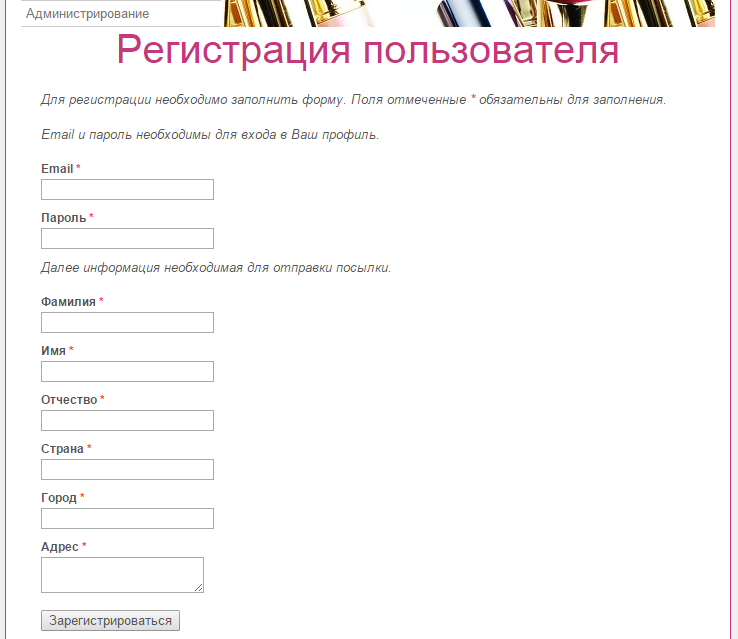 Администрирование
Регистрация пользователя
Для регистрации необходимо заполнить форму. Поля отмеченные * обязательны для заполнения.
Email и пароль необходимы для входа в Ваш профиль.
Email *
Пароль *
Далее информация необходимая для отправки посылки.
Фамилия *
Имя *
Отчество *
Страна *
Город *
Адрес *
Зарегистрироваться